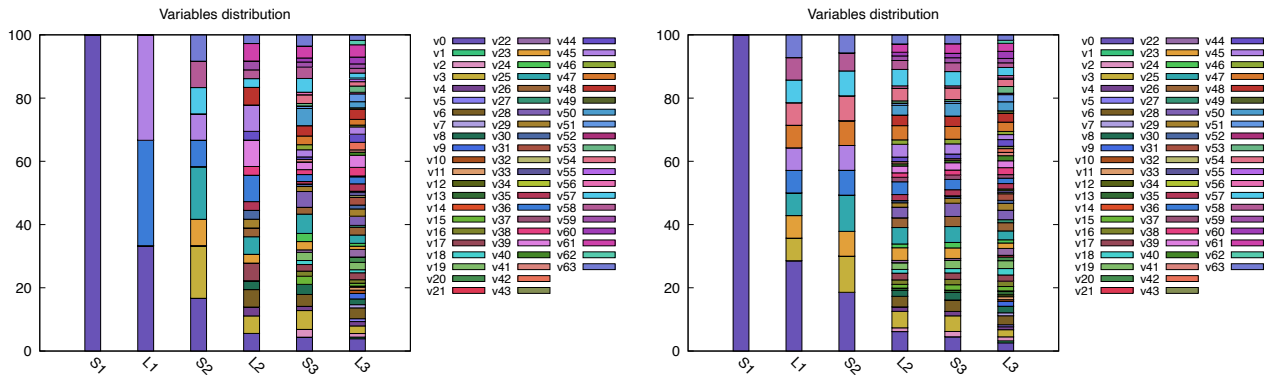 Variables distribution
100
80
60
40
20
0
S1 L1 S2 L2 S3 L3
v0 v22 v44
v1 v23 v45
v2 v24 v46
v3 v25 v47
v4 v26 v48
v5 v27 v49
v6 v28 v50
v7 v29 v51
v8 v30 v52
v9 v31 v53
v10 v32 v54
v11 v33 v55
v12 v34 v56
v13 v35 v57
v14 v36 v58
v15 v37 v59
v16 v38 v60
v17 v39 v61
v18 v40 v62
v19 v41 v63
v20 v42
v21 v43
Variables distribution
100
80
60
40
20
0
S1 L1 S2 L2 S3 L3
v0 v22 v44
v1 v23 v45
v2 v24 v46
v3 v25 v47
v4 v26 v48
v5 v27 v49
v6 v28 v50
v7 v29 v51
v8 v30 v52
v9 v31 v53
v10 v32 v54
v11 v33 v55
v12 v34 v56
v13 v35 v57
v14 v36 v58
v15 v37 v59
v16 v38 v60
v17 v39 v61
v18 v40 v62
v19 v41 v63
v20 v42
v21 v43